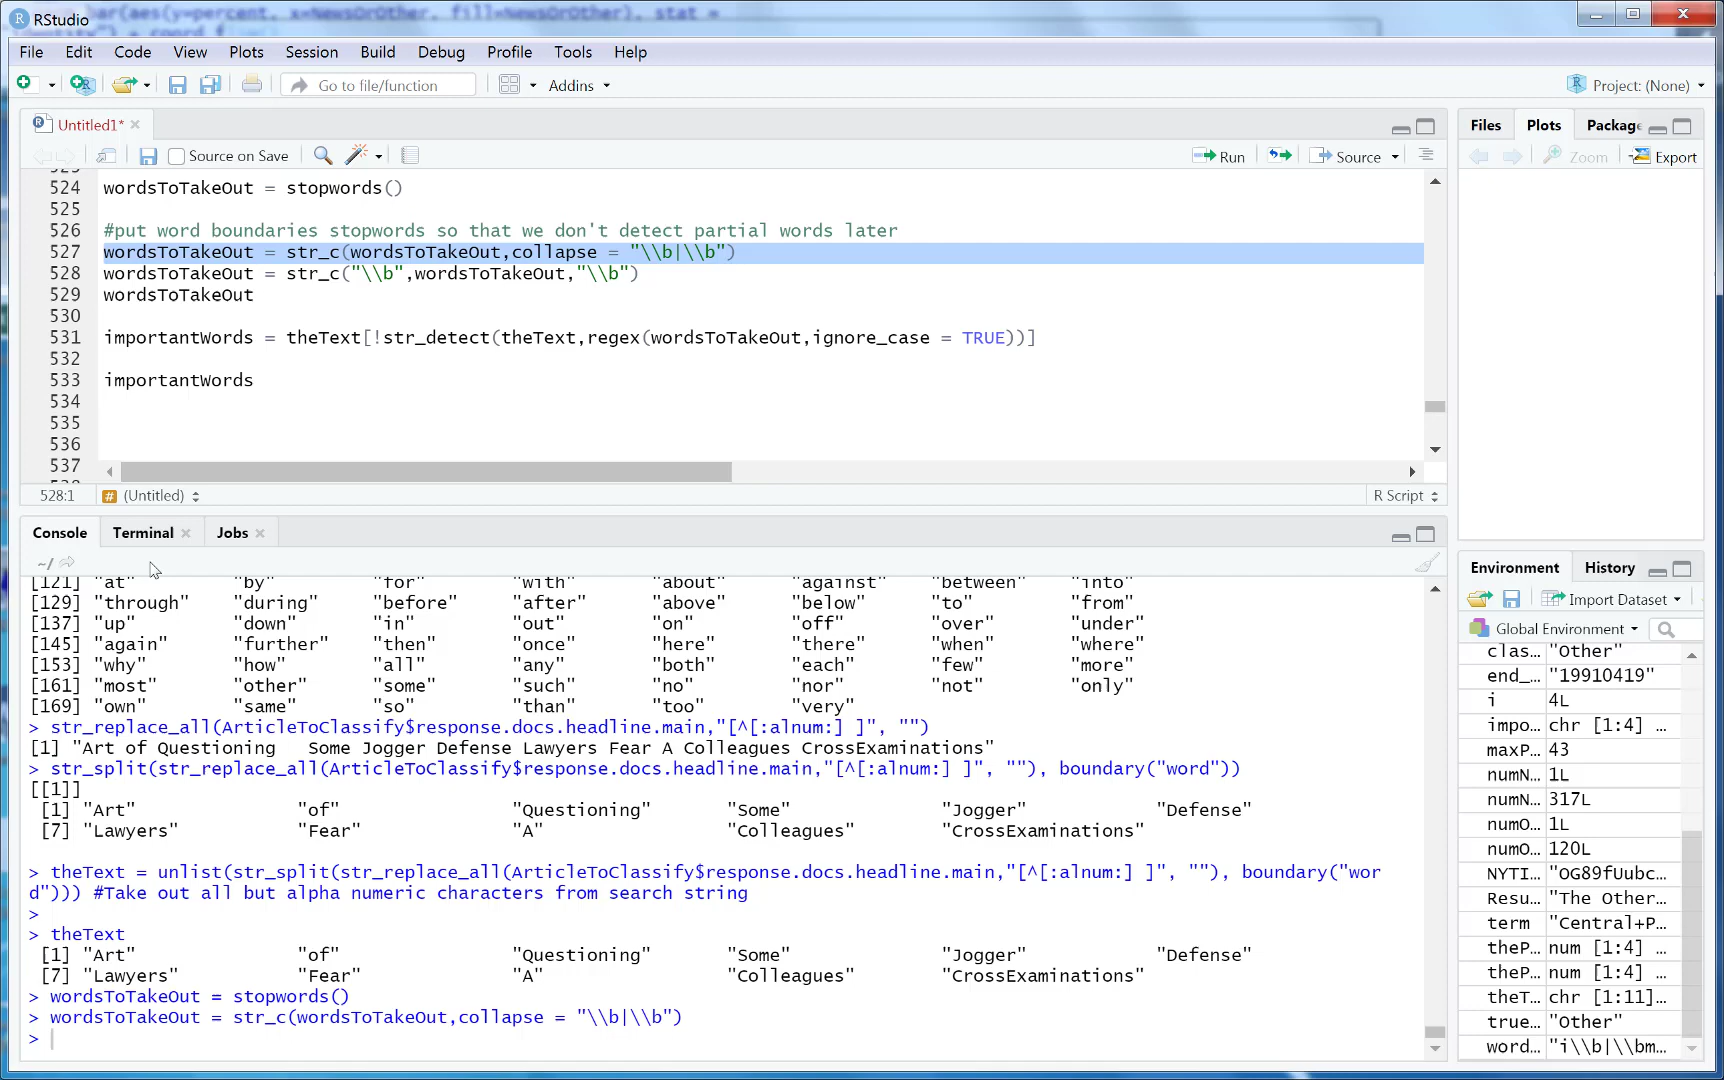 RStudio
File Edit Code View Plots Session Build Debug Profile Tools Help
Go to file/function Addins Project: (None)
Untitled1* Files Plots Packag
Source on Save Run Source Zoom Export
524 wordsToTakeOut = stopwords()
525
526 #put word boundaries stopwords so that we don't detect partial words later
527 wordsToTakeOut = str_c(wordsToTakeOut,collapse = "\\b|\\b")
528 wordsToTakeOut = str_c("\\b",wordsToTakeOut,"\\b")
529 wordsToTakeOut
530
531 importantWords = theText[!str_detect(theText,regex(wordsToTakeOut,ignore_case = TRUE))]
532
533 importantWords
534
535
536
537
528:1 # (Untitled) R Script
Console Terminal Jobs
~/
[121] "at" "by" "for" "with" "about" "against" "between" "into"
[129] "through" "during" "before" "after" "above" "below" "to" "from"
[137] "up" "down" "in" "out" "on" "off" "over" "under"
[145] "again" "further" "then" "once" "here" "there" "when" "where"
[153] "why" "how" "all" "any" "both" "each" "few" "more"
[161] "most" "other" "some" "such" "no" "nor" "not" "only"
[169] "own" "same" "so" "than" "too" "very"
> str_replace_all(ArticleToClassify$response.docs.headline.main,"[^[:alnum:] ]", "")
[1] "Art of Questioning   Some Jogger Defense Lawyers Fear A Colleagues CrossExaminations"
> str_split(str_replace_all(ArticleToClassify$response.docs.headline.main,"[^[:alnum:] ]", ""), boundary("word"))
[[1]]
[1] "Art" "of" "Questioning" "Some" "Jogger" "Defense"
[7] "Lawyers" "Fear" "A" "Colleagues" "CrossExaminations"
> theText = unlist(str_split(str_replace_all(ArticleToClassify$response.docs.headline.main,"[^[:alnum:] ]", ""), boundary("wor
d"))) #Take out all but alpha numeric characters from search string
>
> theText
[1] "Art" "of" "Questioning" "Some" "Jogger" "Defense"
[7] "Lawyers" "Fear" "A" "Colleagues" "CrossExaminations"
> wordsToTakeOut = stopwords()
> wordsToTakeOut = str_c(wordsToTakeOut,collapse = "\\b|\\b")
>
Environment History
Import Dataset
Global Environment
clas... "Other"
end_... "19910419"
i 4L
impo... chr [1:4] ...
maxP... 43
numN... 1L
numN... 317L
numO... 1L
numO... 120L
NYTI... "OG89fUubc...
Resu... "The Other...
term "Central+P...
theP... num [1:4] ...
theP... num [1:4] ...
theT... chr [1:11]...
true... "Other"
word... "i\\b|\\bm...